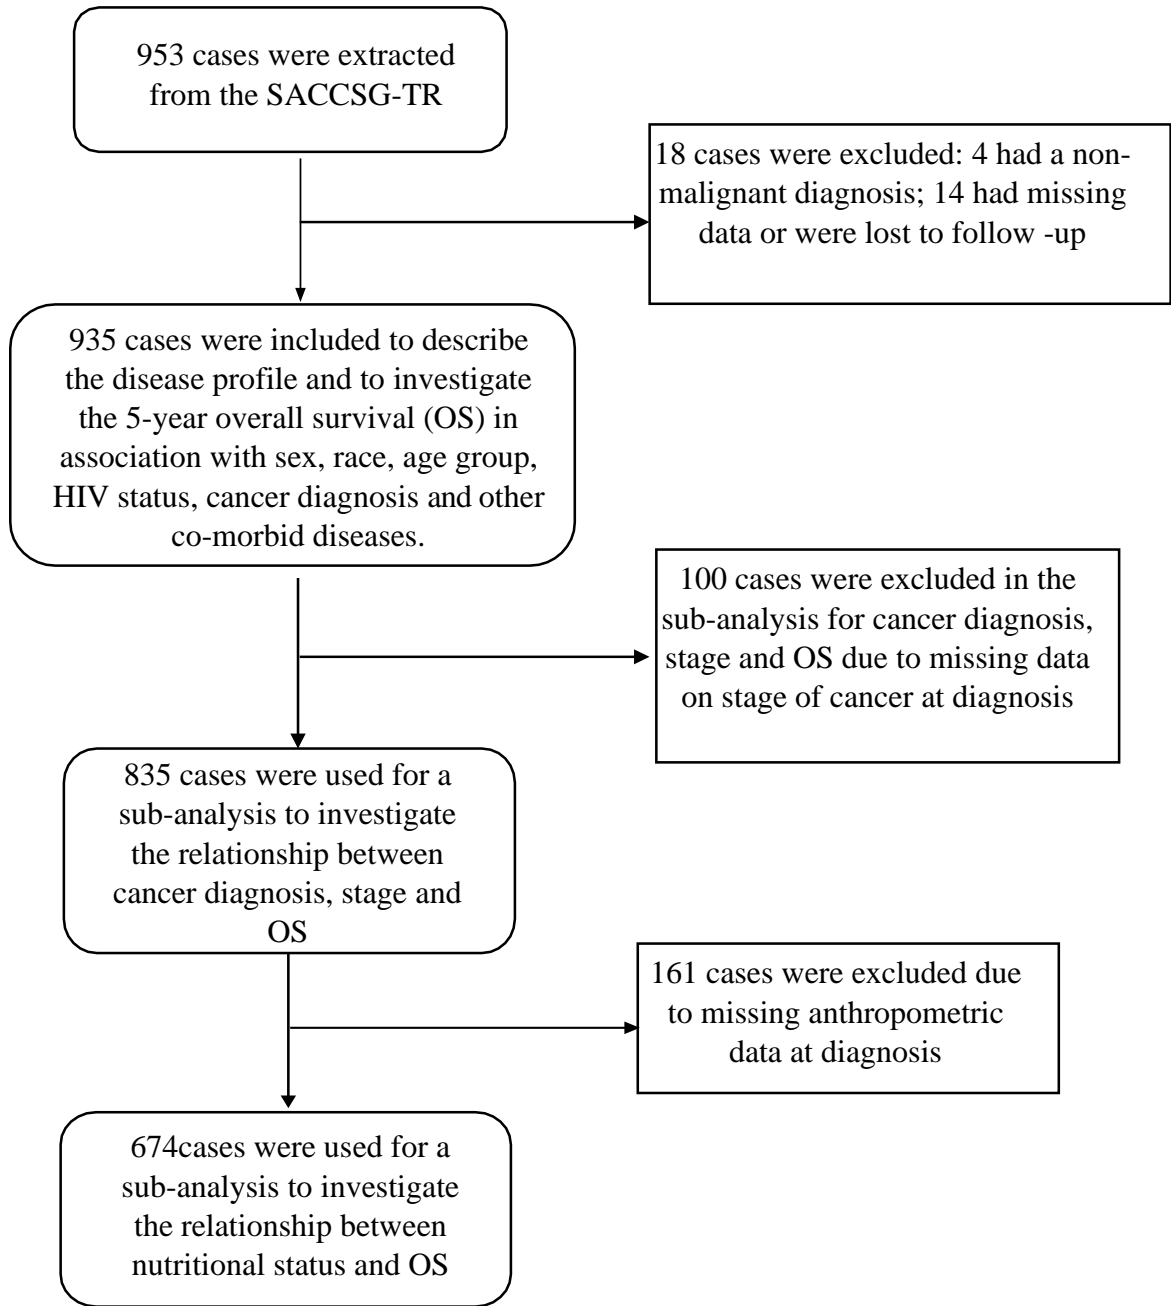 953 cases were extracted
from the SACCSG-TR
18 cases were excluded: 4 had a non-
malignant diagnosis; 14 had missing
data or were lost to follow -up
935 cases were included to describe
the disease profile and to investigate
the 5-year overall survival (OS) in
association with sex, race, age group,
HIV status, cancer diagnosis and other
co-morbid diseases.
100 cases were excluded in the
sub-analysis for cancer diagnosis,
stage and OS due to missing data
on stage of cancer at diagnosis
835 cases were used for a
sub-analysis to investigate
the relationship between
cancer diagnosis, stage and
OS
161 cases were excluded due
to missing anthropometric
data at diagnosis
674cases were used for a
sub-analysis to investigate
the relationship between
nutritional status and OS